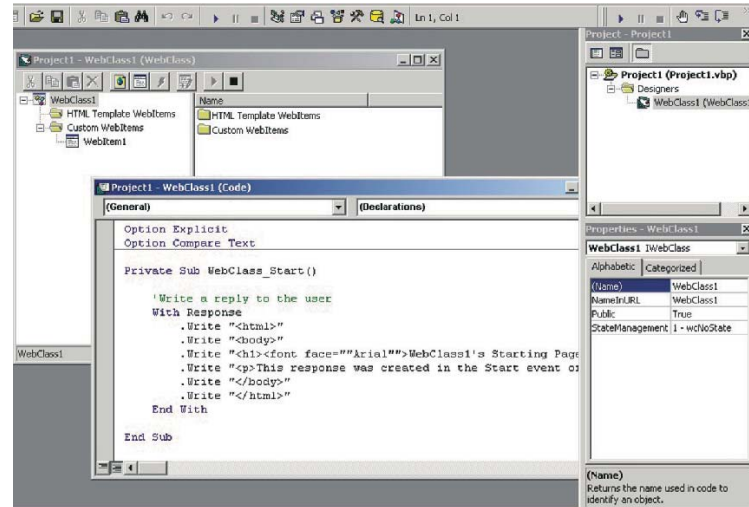 Ln 1, Col 1
Project - Project1
Project1 - WebClass1 (WebClass)
Project1 (Project1.vbp)
Designers
WebClass1 (WebClass
WebClass1
HTML Template WebItems
Custom WebItems
WebItem1
Name
HTML Template WebItems
Custom WebItems
Project1 - WebClass1 (Code)
(General)
(Declarations)
Option Explicit
Option Compare Text
Private Sub WebClass_Start()
'Write a reply to the user
With Response
.Write "<html>"
.Write "<body>"
.Write "<h1><font face=""Arial"">WebClass1's Starting Page
.Write "<p>This response was created in the Start event of
.Write "</body>"
.Write "</html>"
End With
End Sub
WebClass1
Properties - WebClass1
WebClass1 IWebClass
Alphabetic Categorized
(Name) WebClass1
NameInURL WebClass1
Public True
StateManagement 1 - wcNoState
(Name)
Returns the name used in code to
identify an object.